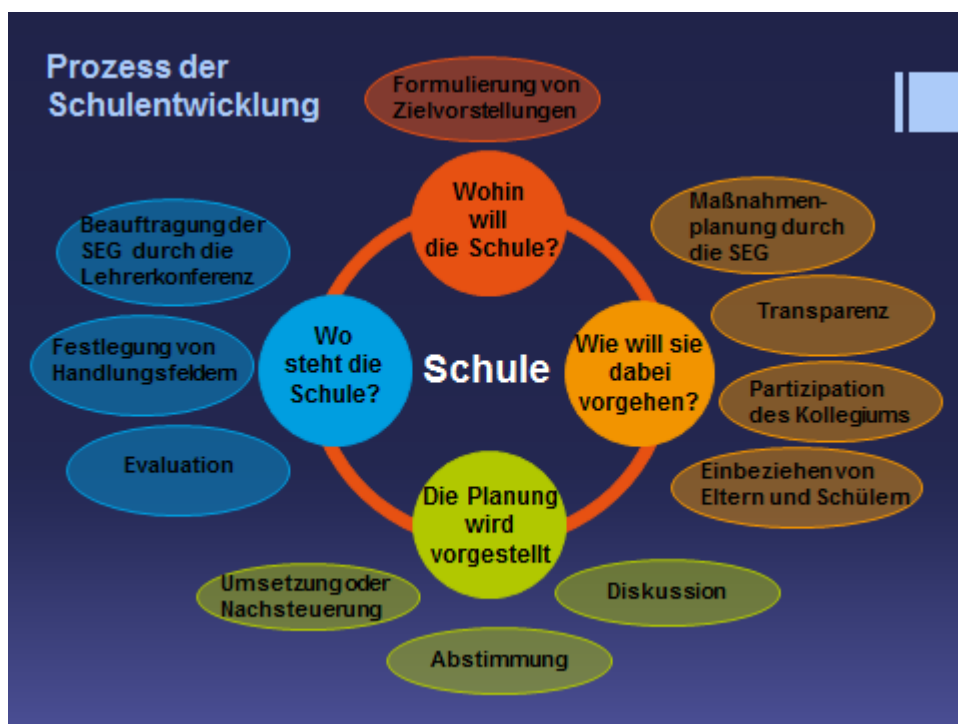 Prozess der
Schulentwicklung
Formulierung von
Zielvorstellungen
Wohin
will
die Schule?
Maßnahmen-
planung durch
die SEG
Transparenz
Wie will sie
dabei
vorgehen?
Partizipation
des Kollegiums
Einbeziehen von
Eltern und Schülern
Die Planung
wird
vorgestellt
Diskussion
Abstimmung
Umsetzung oder
Nachsteuerung
Wo
steht die
Schule?
Beauftragung der
SEG durch die
Lehrerkonferenz
Festlegung von
Handlungsfeldern
Evaluation
Schule